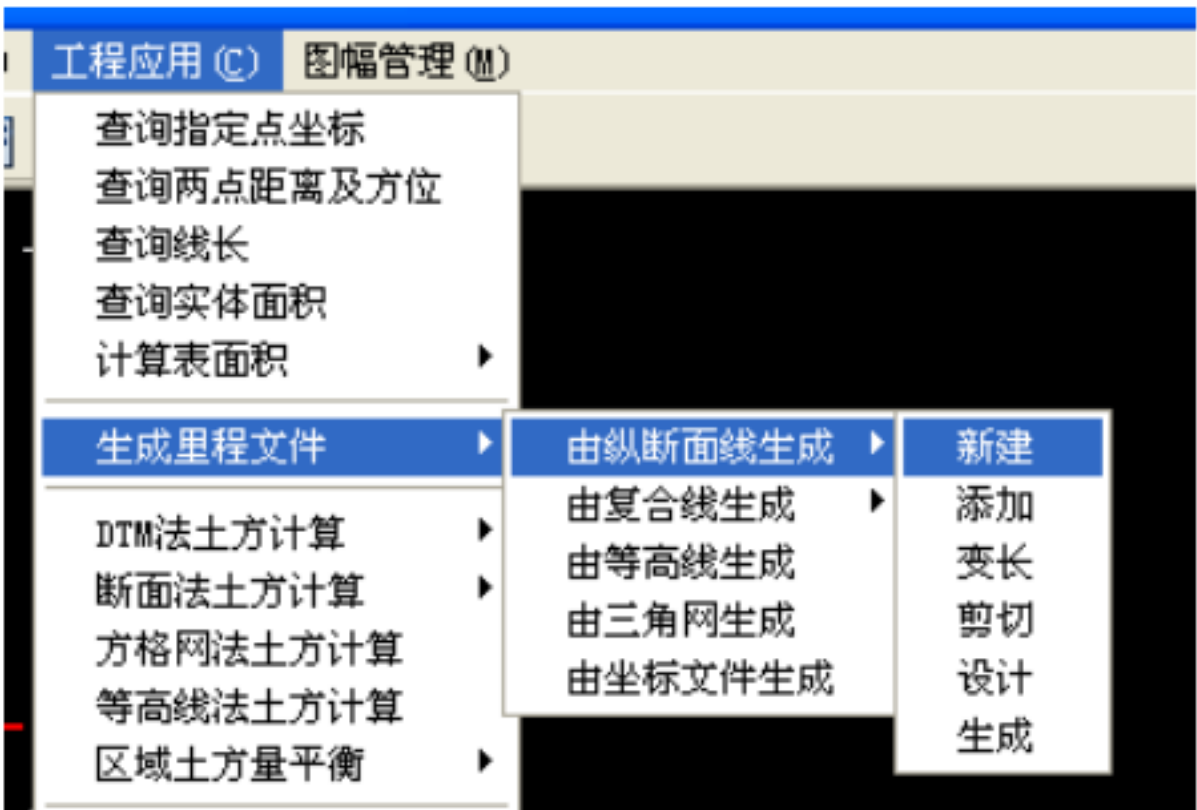 工程应用(C) 图幅管理(M)
查询指定点坐标
查询两点距离及方位
查询线长
查询实体面积
计算表面积
生成里程文件
DTM法土方计算
断面法土方计算
方格网法土方计算
等高线法土方计算
区域土方量平衡
由纵断面线生成
由复合线生成
由等高线生成
由三角网生成
由坐标文件生成
新建
添加
变长
剪切
设计
生成